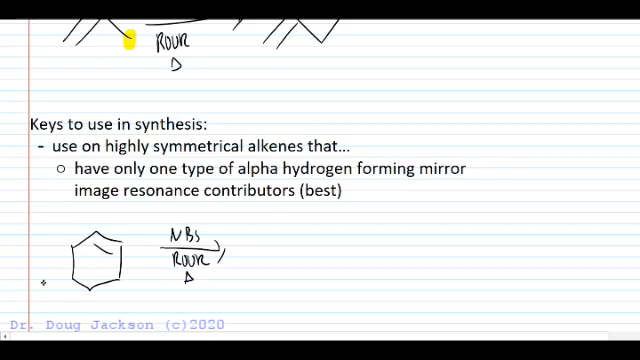 ROOR
Δ
Keys to use in synthesis:
- use on highly symmetrical alkenes that...
○ have only one type of alpha hydrogen forming mirror
image resonance contributors (best)
NBS
ROOR
Δ
Dr. Doug Jackson (c)2020